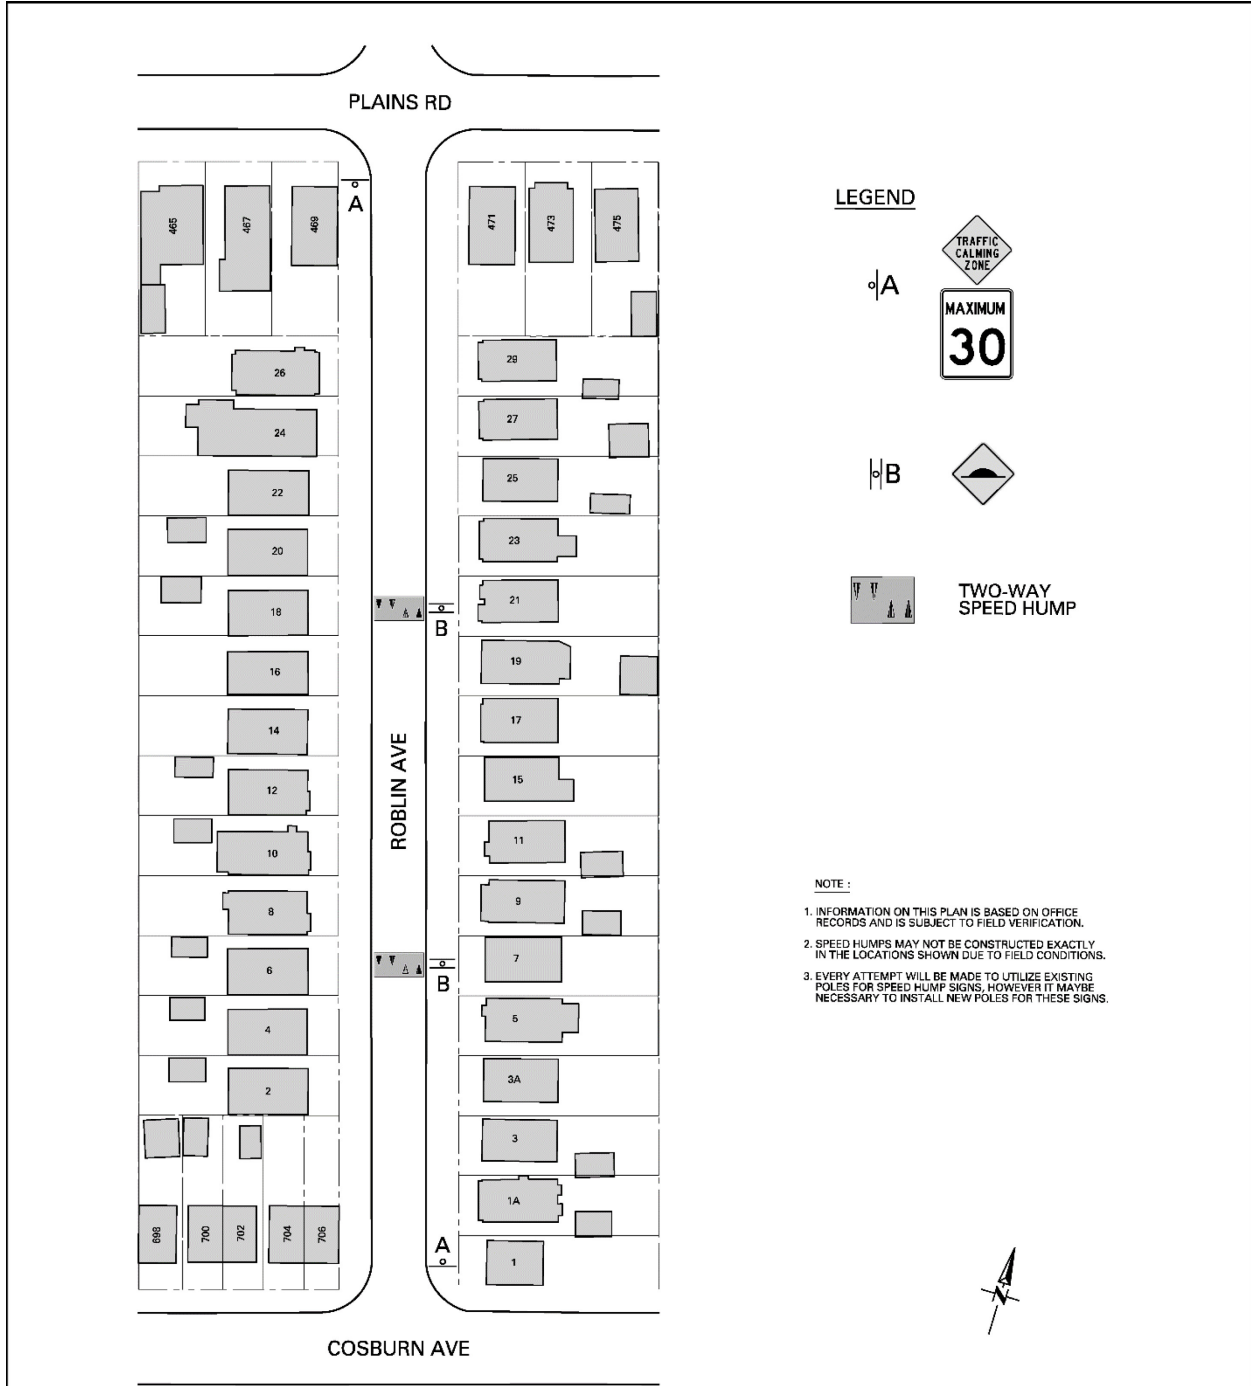 PLAINS RD
A
465
467
469
471
473
475
26
24
22
20
18
16
14
12
10
8
6
4
2
29
27
25
23
21
19
17
15
11
9
7
5
3A
3
1A
1
B
B
ROBLIN AVE
698
700
702
704
706
A
COSBURN AVE
LEGEND
A
TRAFFIC
CALMING
ZONE
MAXIMUM
30
B
TWO-WAY
SPEED HUMP
NOTE :
1. INFORMATION ON THIS PLAN IS BASED ON OFFICE
RECORDS AND IS SUBJECT TO FIELD VERIFICATION.
2. SPEED HUMPS MAY NOT BE CONSTRUCTED EXACTLY
IN THE LOCATIONS SHOWN DUE TO FIELD CONDITIONS.
3. EVERY ATTEMPT WILL BE MADE TO UTILIZE EXISTING
POLES FOR SPEED HUMP SIGNS, HOWEVER IT MAYBE
NECESSARY TO INSTALL NEW POLES FOR THESE SIGNS.
N